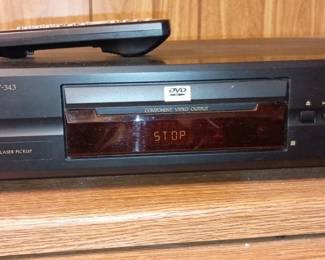 -343
DVD
COMPONENT VIDEO OUTPUT
STOP
LASER PICKUP